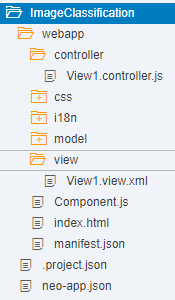 ImageClassification
webapp
controller
View1.controller.js
css
i18n
model
view
View1.view.xml
Component.js
index.html
manifest.json
.project.json
neo-app.json